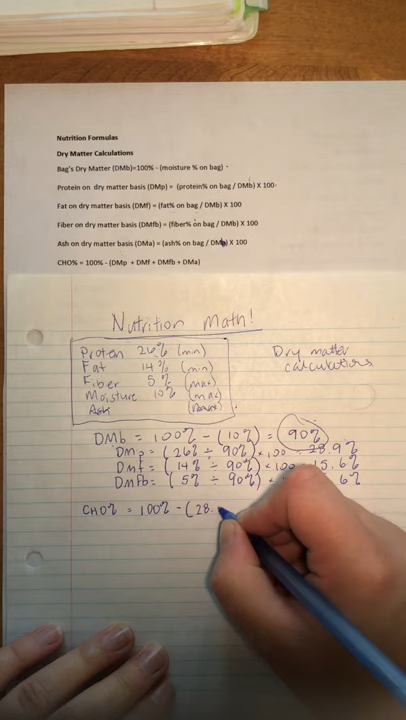 Nutrition Formulas
Dry Matter Calculations
Bag's Dry Matter (DMb)=100% - (moisture % on bag)
Protein on dry matter basis (DMp) = (protein% on bag / DMb) X 100
Fat on dry matter basis (DMf) = (fat% on bag / DMb) X 100
Fiber on dry matter basis (DMfb) = (fiber% on bag / DMb) X 100
Ash on dry matter basis (DMa) = (ash% on bag / DMb) X 100
CHO% = 100% - (DMp + DMf + DMfb + DMa)
Nutrition Math!
Protein 26% (min)
Fat 14% (min)
Fiber 5% (max)
Moisture 10% (max)
Ash (max)
Dry matter
calculations
DMb = 100% - (10%) = 90%
DMp = (26% ÷ 90%) × 100 = 28.9%
DMf = (14% ÷ 90%) × 100 = 15.6%
DMfb = (5% ÷ 90%) × 6%
CHO% = 100% - (28.